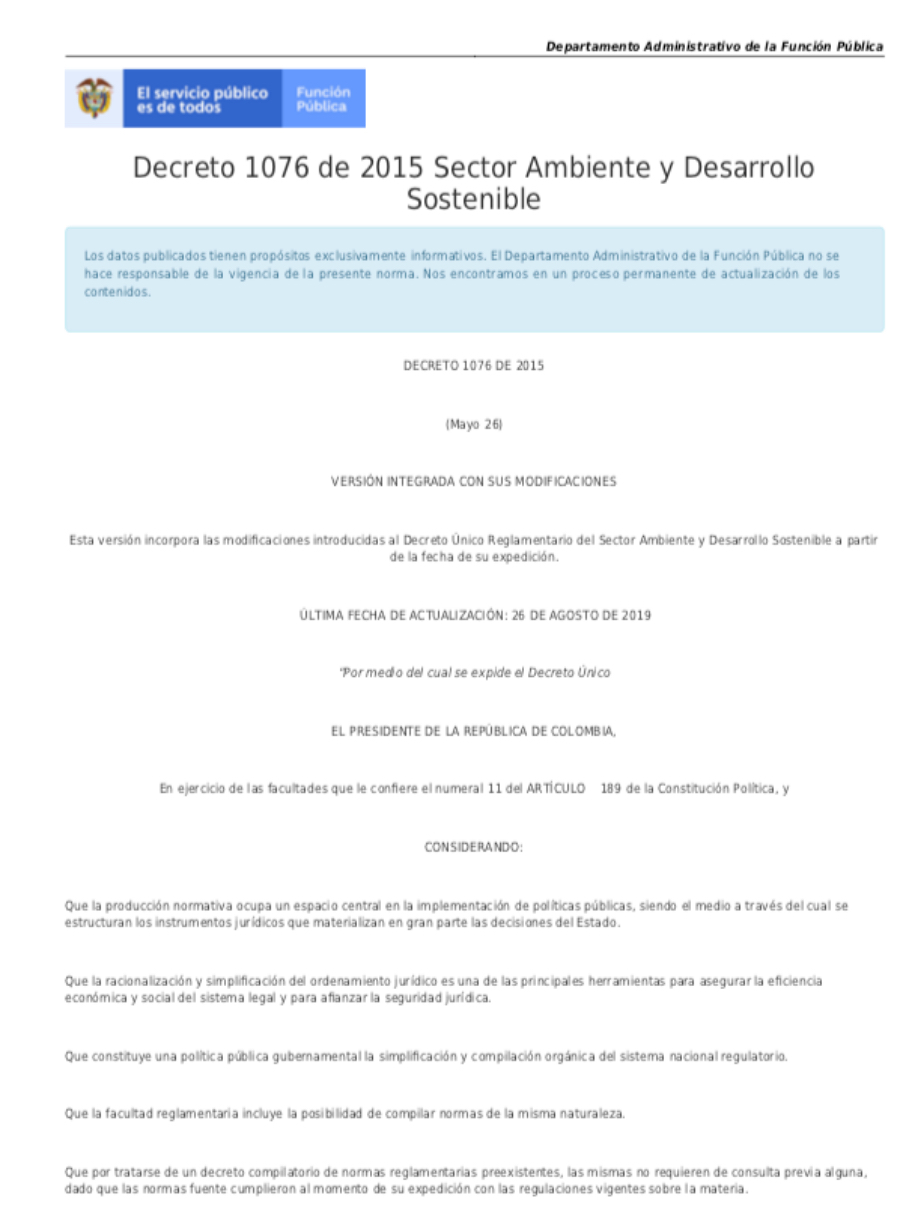 Departamento Administrativo de la Función Pública
El servicio público
es de todos
Función
Pública
Decreto 1076 de 2015 Sector Ambiente y Desarrollo
Sostenible
Los datos publicados tienen propósitos exclusivamente informativos. El Departamento Administrativo de la Función Pública no se
hace responsable de la vigencia de la presente norma. Nos encontramos en un proceso permanente de actualización de los
contenidos.
DECRETO 1076 DE 2015
(Mayo 26)
VERSIÓN INTEGRADA CON SUS MODIFICACIONES
Esta versión incorpora las modificaciones introducidas al Decreto Único Reglamentario del Sector Ambiente y Desarrollo Sostenible a partir
de la fecha de su expedición.
ÚLTIMA FECHA DE ACTUALIZACIÓN: 26 DE AGOSTO DE 2019
"Por medio del cual se expide el Decreto Único
EL PRESIDENTE DE LA REPÚBLICA DE COLOMBIA,
En ejercicio de las facultades que le confiere el numeral 11 del ARTÍCULO 189 de la Constitución Política, y
CONSIDERANDO:
Que la producción normativa ocupa un espacio central en la implementación de políticas públicas, siendo el medio a través del cual se
estructuran los instrumentos jurídicos que materializan en gran parte las decisiones del Estado.
Que la racionalización y simplificación del ordenamiento jurídico es una de las principales herramientas para asegurar la eficiencia
económica y social del sistema legal y para afianzar la seguridad jurídica.
Que constituye una política pública gubernamental la simplificación y compilación orgánica del sistema nacional regulatorio.
Que la facultad reglamentaria incluye la posibilidad de compilar normas de la misma naturaleza.
Que por tratarse de un decreto compilatorio de normas reglamentarias preexistentes, las mismas no requieren de consulta previa alguna,
dado que las normas fuente cumplieron al momento de su expedición con las regulaciones vigentes sobre la materia.